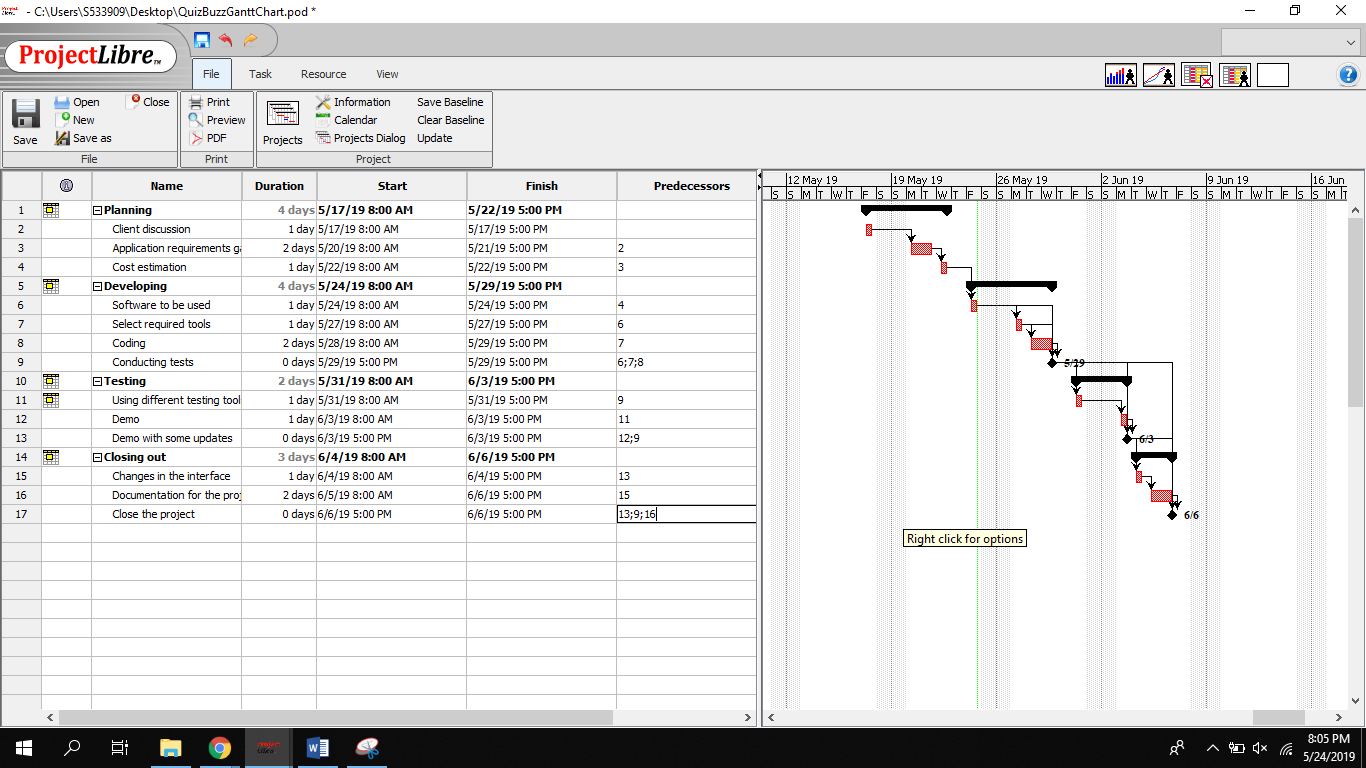 - C:\Users\S533909\Desktop\QuizBuzzGanttChart.pod *
ProjectLibre™
File Task Resource View
Save Open New Save as Close
File
Print Preview PDF
Print
Projects Information Calendar Projects Dialog Save Baseline Clear Baseline Update
Project
Name Duration Start Finish Predecessors
1 Planning 4 days 5/17/19 8:00 AM 5/22/19 5:00 PM
2 Client discussion 1 day 5/17/19 8:00 AM 5/17/19 5:00 PM
3 Application requirements ga 2 days 5/20/19 8:00 AM 5/21/19 5:00 PM 2
4 Cost estimation 1 day 5/22/19 8:00 AM 5/22/19 5:00 PM 3
5 Developing 4 days 5/24/19 8:00 AM 5/29/19 5:00 PM
6 Software to be used 1 day 5/24/19 8:00 AM 5/24/19 5:00 PM 4
7 Select required tools 1 day 5/27/19 8:00 AM 5/27/19 5:00 PM 6
8 Coding 2 days 5/28/19 8:00 AM 5/29/19 5:00 PM 7
9 Conducting tests 0 days 5/29/19 5:00 PM 5/29/19 5:00 PM 6;7;8
10 Testing 2 days 5/31/19 8:00 AM 6/3/19 5:00 PM
11 Using different testing tool 1 day 5/31/19 8:00 AM 5/31/19 5:00 PM 9
12 Demo 1 day 6/3/19 8:00 AM 6/3/19 5:00 PM 11
13 Demo with some updates 0 days 6/3/19 5:00 PM 6/3/19 5:00 PM 12;9
14 Closing out 3 days 6/4/19 8:00 AM 6/6/19 5:00 PM
15 Changes in the interface 1 day 6/4/19 8:00 AM 6/4/19 5:00 PM 13
16 Documentation for the proj 2 days 6/5/19 8:00 AM 6/6/19 5:00 PM 15
17 Close the project 0 days 6/6/19 5:00 PM 6/6/19 5:00 PM 13;9;16
12 May 19 19 May 19 26 May 19 2 Jun 19 9 Jun 19 16 Jun
S S M T W T F S S M T W T F S S M T W T F S S M T W T F S S M T W T F S S M T
5/29
6/3
6/6
Right click for options
8:05 PM
5/24/2019